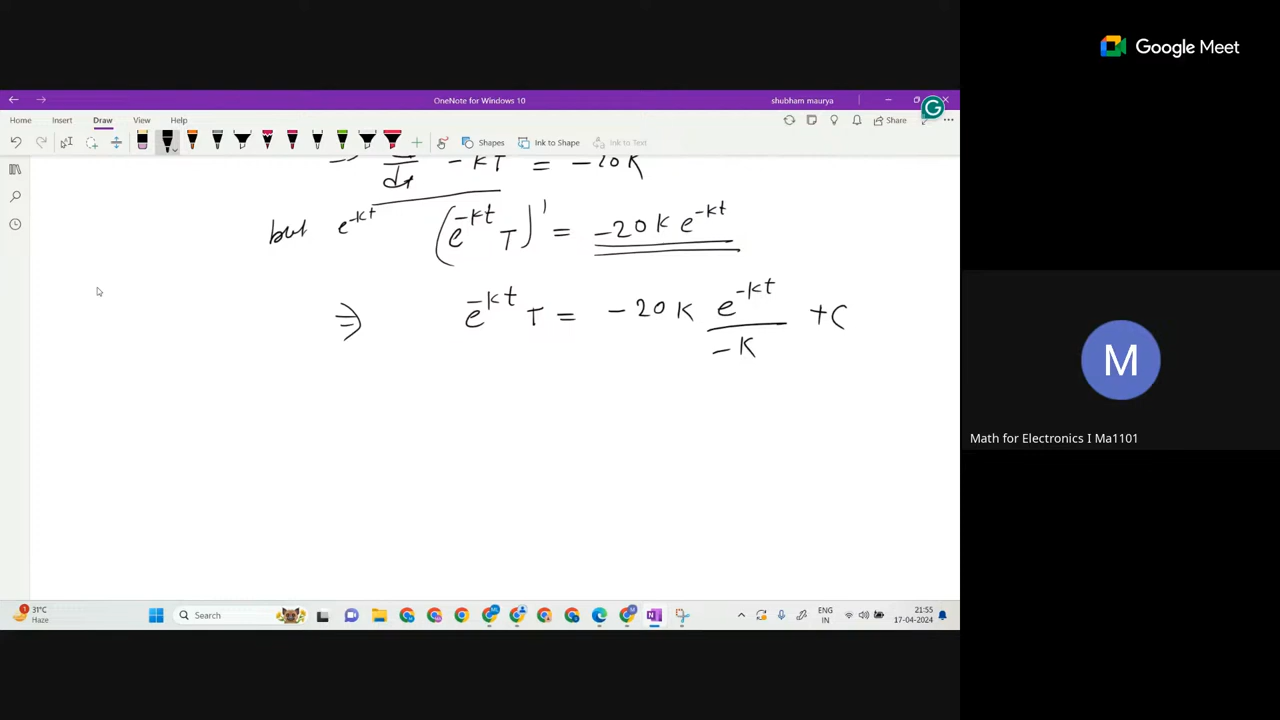 Google Meet
OneNote for Windows 10
shubham maurya
Home Insert Draw View Help
Share
Shapes Ink to Shape Ink to Text
- kT = -20K
but e^{-kt} (e^{-kt} T)' = -20K e^{-kt}
⇒ e^{-kt} T = -20K e^{-kt}/-K + C
M
Math for Electronics I Ma1101
1
31°C
Haze
Search
ENG
IN
21:55
17-04-2024